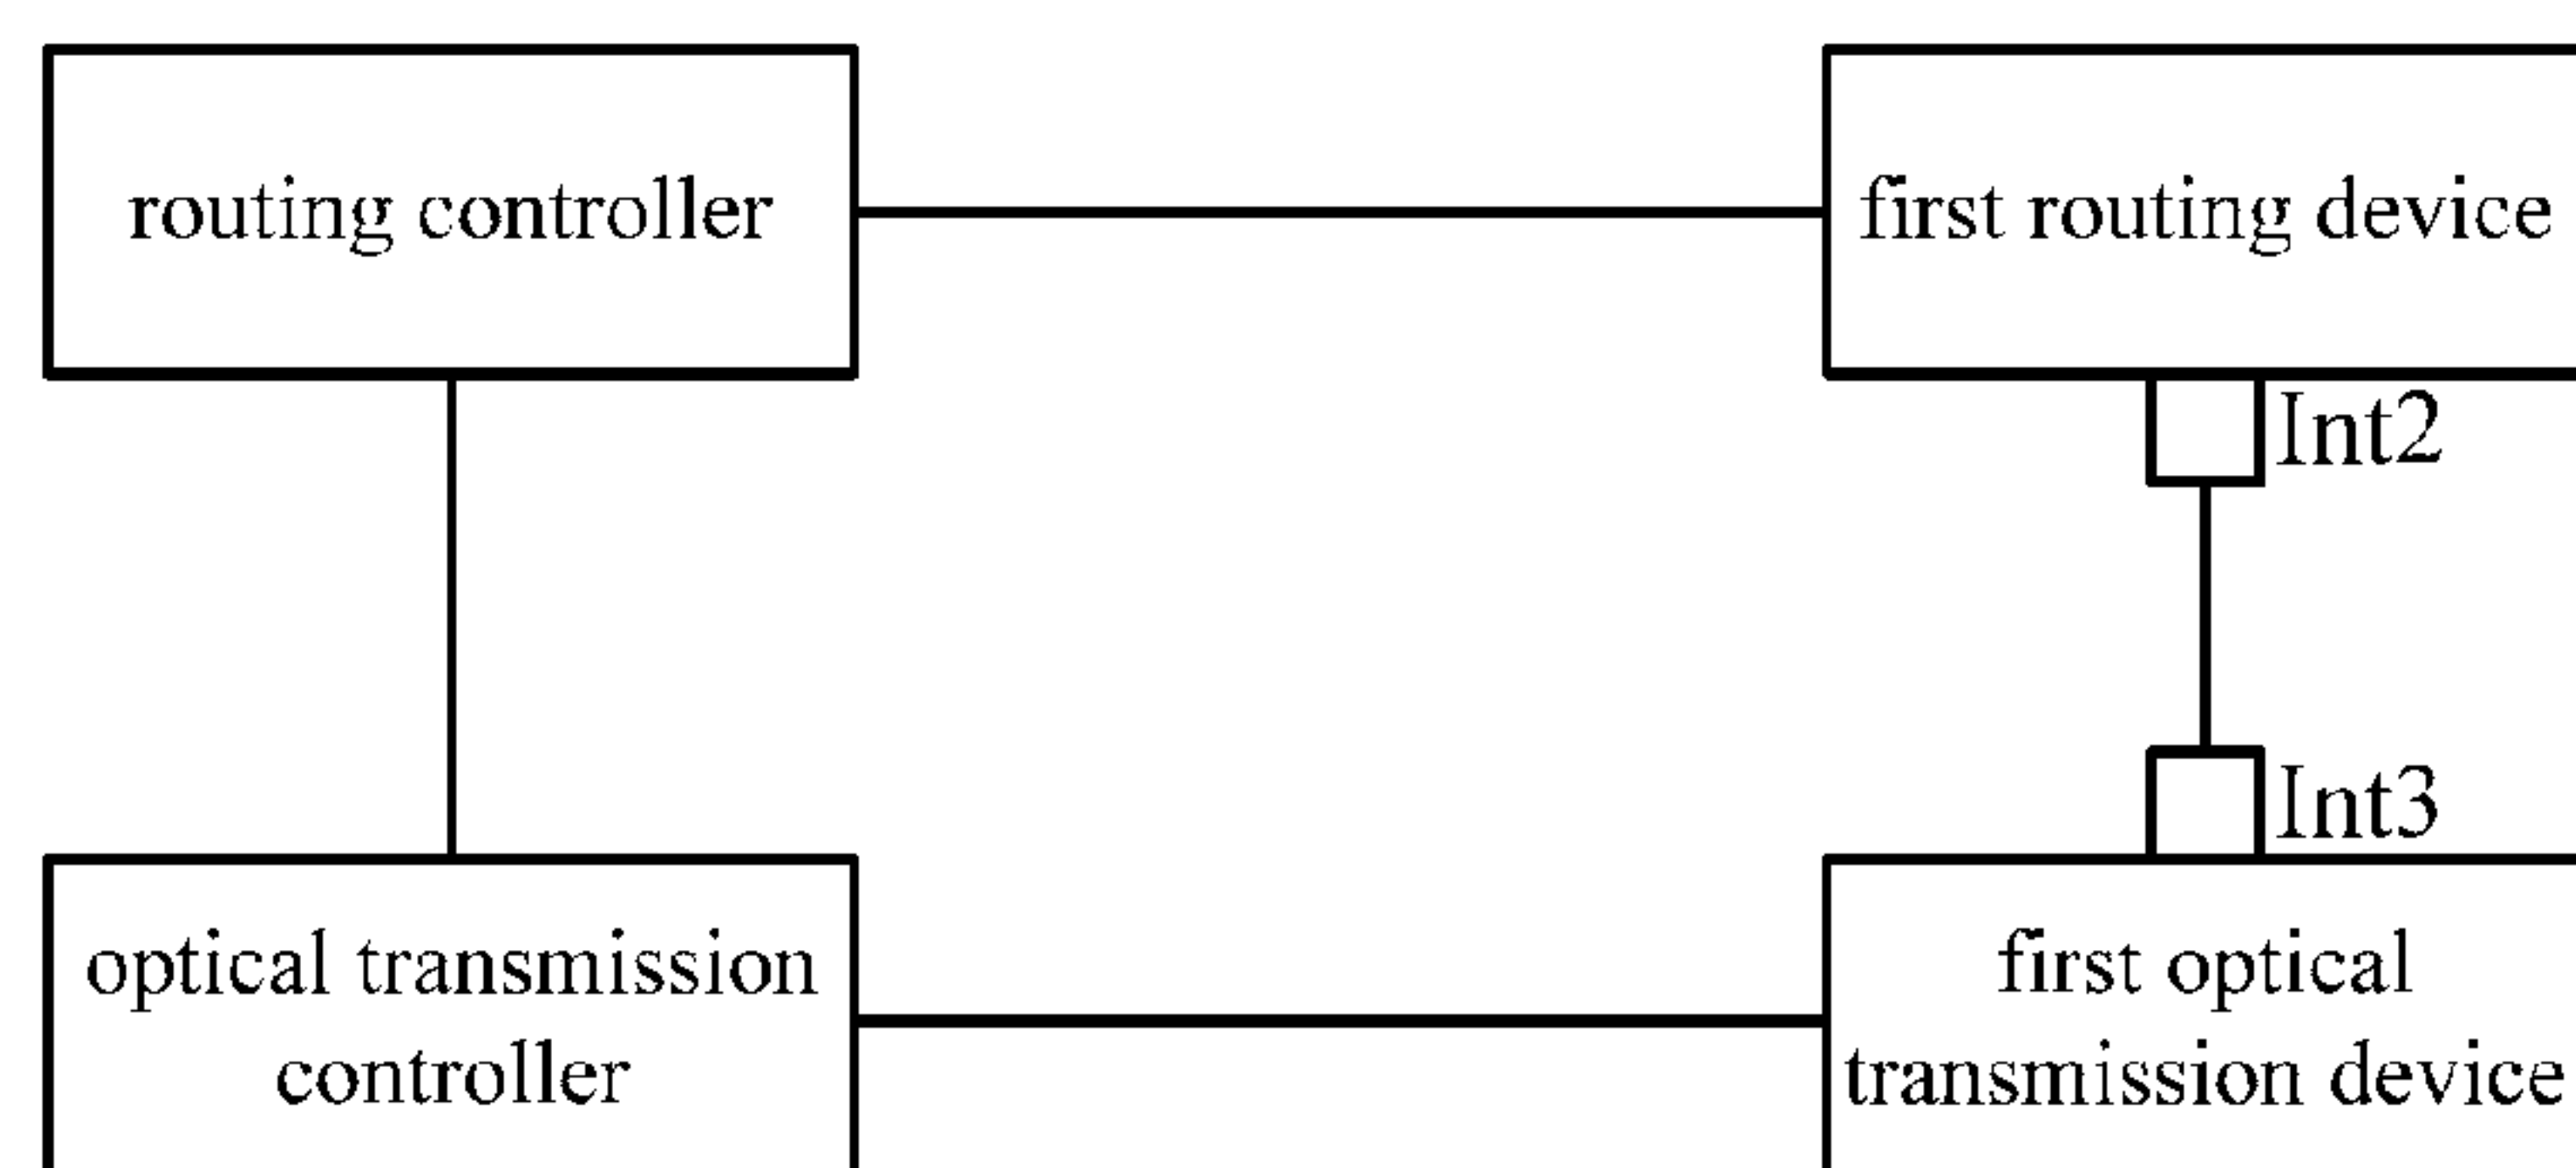 routing controller
first routing device
Int2
Int3
optical transmission
controller
first optical
transmission device